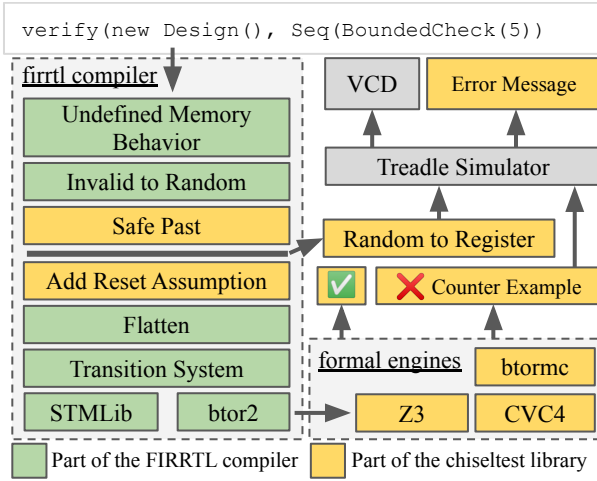 verify(new Design(), Seq(BoundedCheck(5))
firrtl compiler
Undefined Memory
Behavior
Invalid to Random
Safe Past
Add Reset Assumption
Flatten
Transition System
STMLib
btor2
VCD
Error Message
Treadle Simulator
Random to Register
✅
❌ Counter Example
formal engines
btormc
Z3
CVC4
Part of the FIRRTL compiler
Part of the chiseltest library